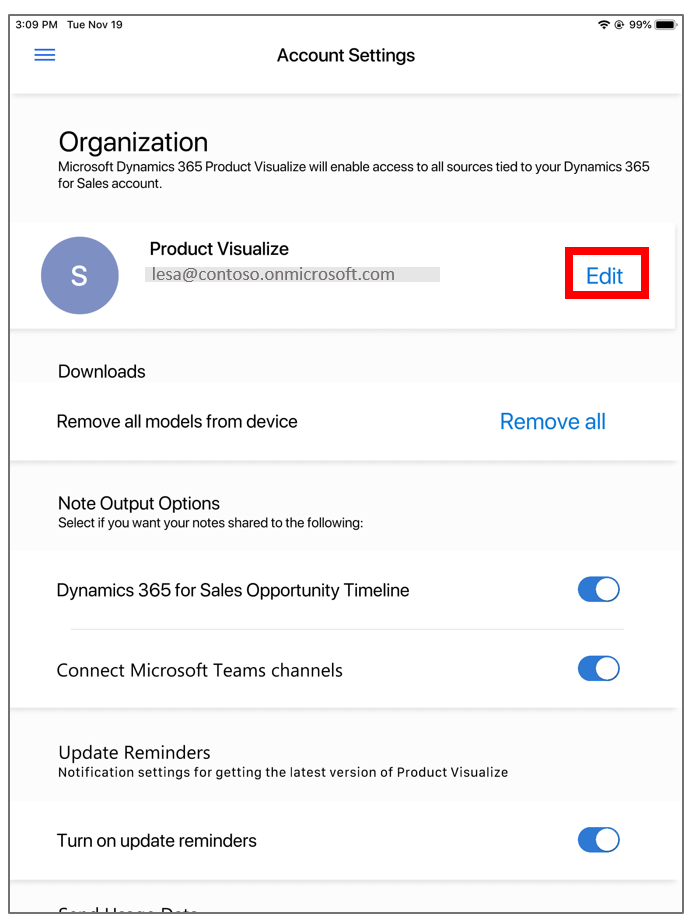 3:09 PM Tue Nov 19 99%
Account Settings
Organization
Microsoft Dynamics 365 Product Visualize will enable access to all sources tied to your Dynamics 365
for Sales account.
S
Product Visualize
lesa@contoso.onmicrosoft.com
Edit
Downloads
Remove all models from device Remove all
Note Output Options
Select if you want your notes shared to the following:
Dynamics 365 for Sales Opportunity Timeline
Connect Microsoft Teams channels
Update Reminders
Notification settings for getting the latest version of Product Visualize
Turn on update reminders
Send Usage Data